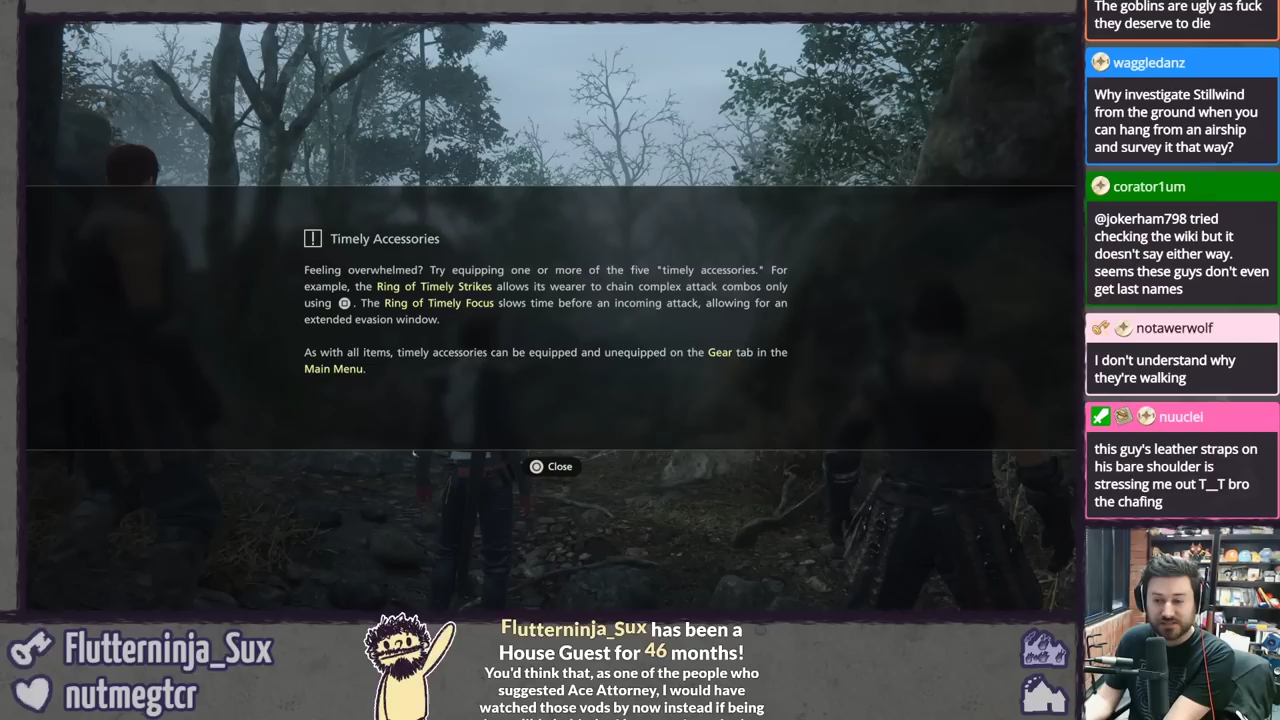 Timely Accessories
Feeling overwhelmed? Try equipping one or more of the five "timely accessories." For
example, the Ring of Timely Strikes allows its wearer to chain complex attack combos only
using . The Ring of Timely Focus slows time before an incoming attack, allowing for an
extended evasion window.
As with all items, timely accessories can be equipped and unequipped on the Gear tab in the
Main Menu.
Close
The goblins are ugly as fuck
they deserve to die
waggledanz
Why investigate Stillwind
from the ground when you
can hang from an airship
and survey it that way?
corator1um
@jokerham798 tried
checking the wiki but it
doesn't say either way.
seems these guys don't even
get last names
notawerwolf
I don't understand why
they're walking
nuuclei
this guy's leather straps on
his bare shoulder is
stressing me out T__T bro
the chafing
Flutterninja_Sux
nutmegtcr
Flutterninja_Sux has been a
House Guest for 46 months!
You'd think that, as one of the people who
suggested Ace Attorney, I would have
watched those vods by now instead if being